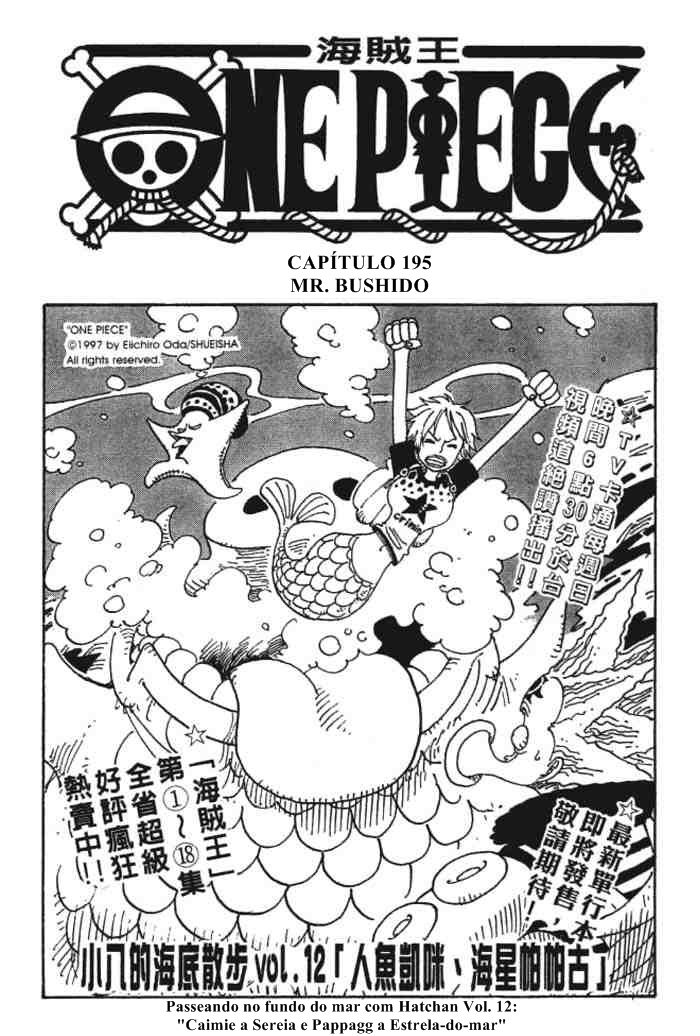 海賊王
ONE PIECE
CAPÍTULO 195
MR. BUSHIDO
"ONE PIECE"
©1997 by Eiichiro Oda/SHUEISHA
All rights reserved.
☆TV卡通每週日
晚間6點30分於台
視頻道絕讚播出!!
crimin
☆「海賊王」
第①~⑱集
全省超級
好評瘋狂
熱賣中!!
☆最新單行本
即將發售,
敬請期待!
小八的海底散步 vol.12「人魚凱咪、海星帕帕古」
Passeando no fundo do mar com Hatchan Vol. 12:
"Caimie a Sereia e Pappagg a Estrela-do-mar"